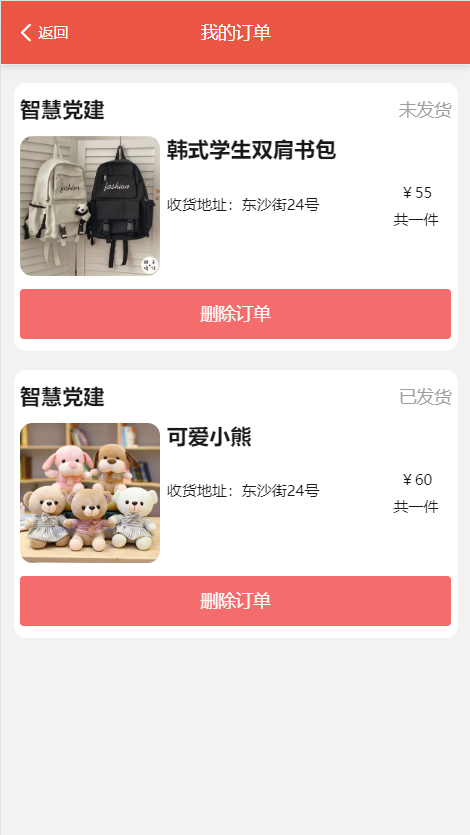 返回
我的订单
智慧党建
未发货
fashion
fashion
韩式学生双肩书包
收货地址：东沙街24号
￥55
共一件
删除订单
智慧党建
已发货
可爱小熊
收货地址：东沙街24号
￥60
共一件
删除订单